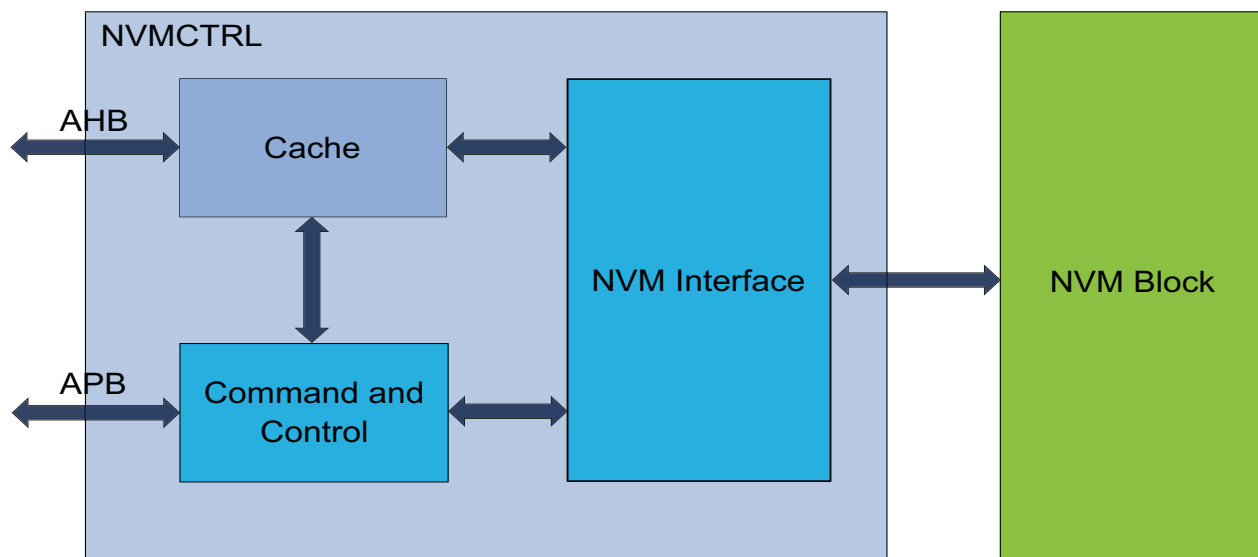 NVMCTRL
AHB
Cache
NVM Interface
NVM Block
APB
Command and
Control